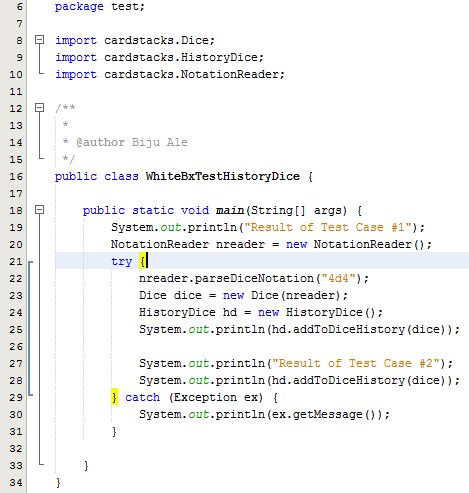 6 package test;
7
8 import cardstacks.Dice;
9 import cardstacks.HistoryDice;
10 import cardstacks.NotationReader;
11
12 /**
13 *
14 * @author Biju Ale
15 */
16 public class WhiteBxTestHistoryDice {
17
18 public static void main(String[] args) {
19 System.out.println("Result of Test Case #1");
20 NotationReader nreader = new NotationReader();
21 try {
22 nreader.parseDiceNotation("4d4");
23 Dice dice = new Dice(nreader);
24 HistoryDice hd = new HistoryDice();
25 System.out.println(hd.addToDiceHistory(dice));
26
27 System.out.println("Result of Test Case #2");
28 System.out.println(hd.addToDiceHistory(dice));
29 } catch (Exception ex) {
30 System.out.println(ex.getMessage());
31 }
32
33 }
34 }